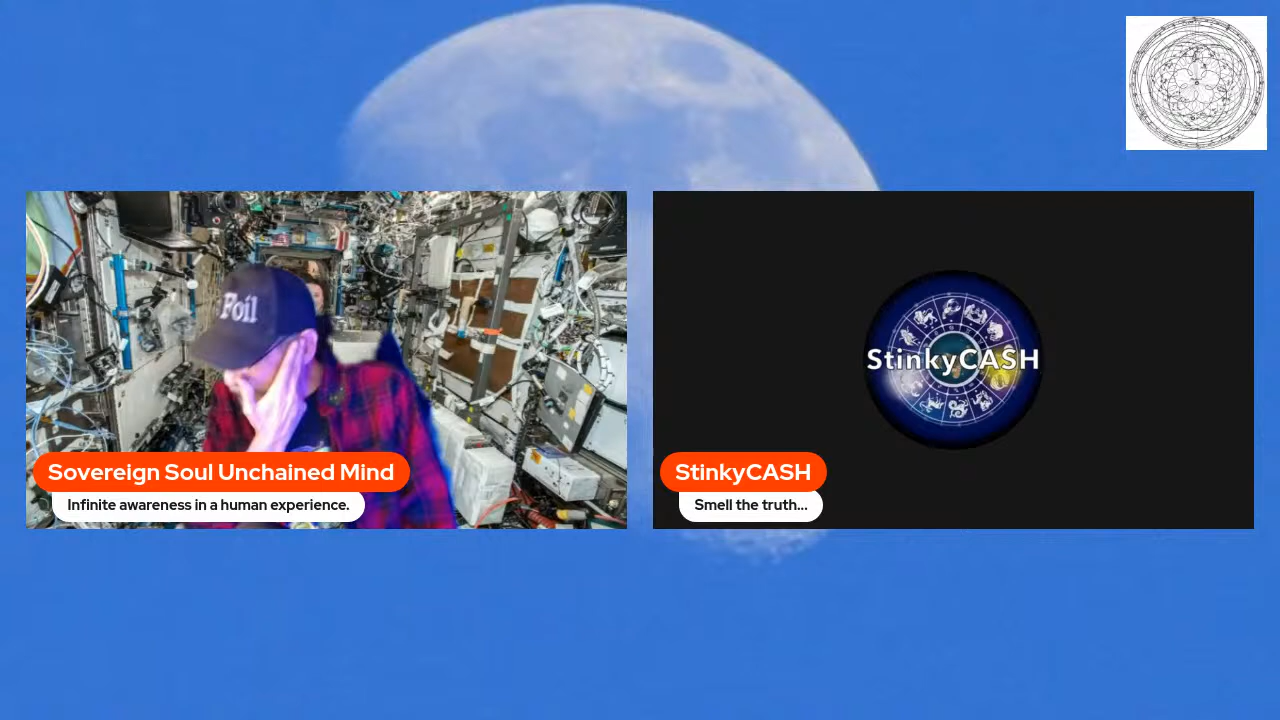 Foil
Sovereign Soul Unchained Mind
Infinite awareness in a human experience.
StinkyCASH
StinkyCASH
Smell the truth...